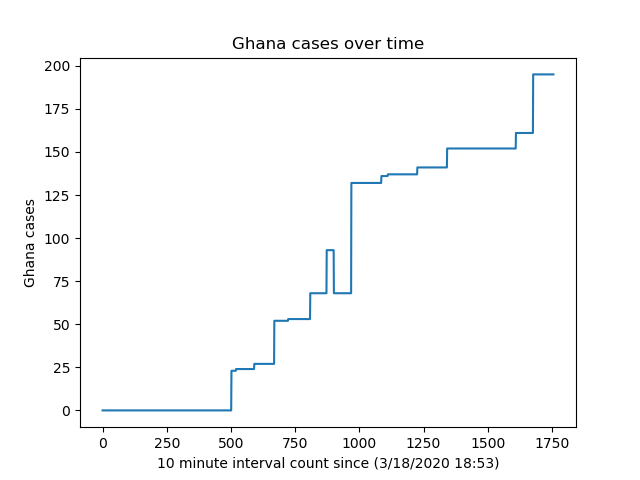 Ghana cases over time
200
175
150
125
100
75
50
25
0
Ghana cases
0 250 500 750 1000 1250 1500 1750
10 minute interval count since (3/18/2020 18:53)